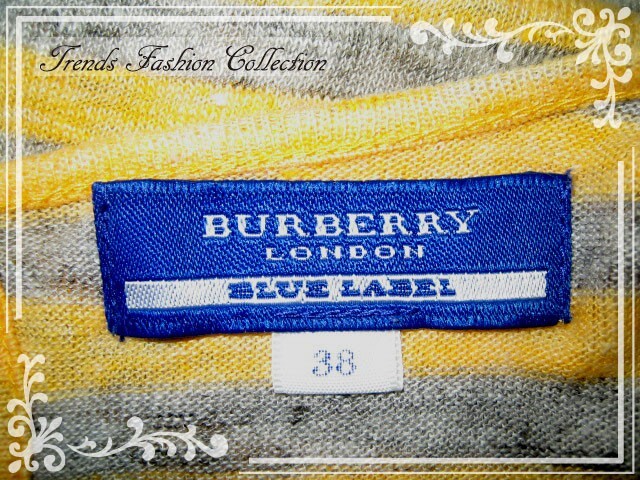 Trends Fashion Collection
BURBERRY
LONDON
BLUE LABEL
38